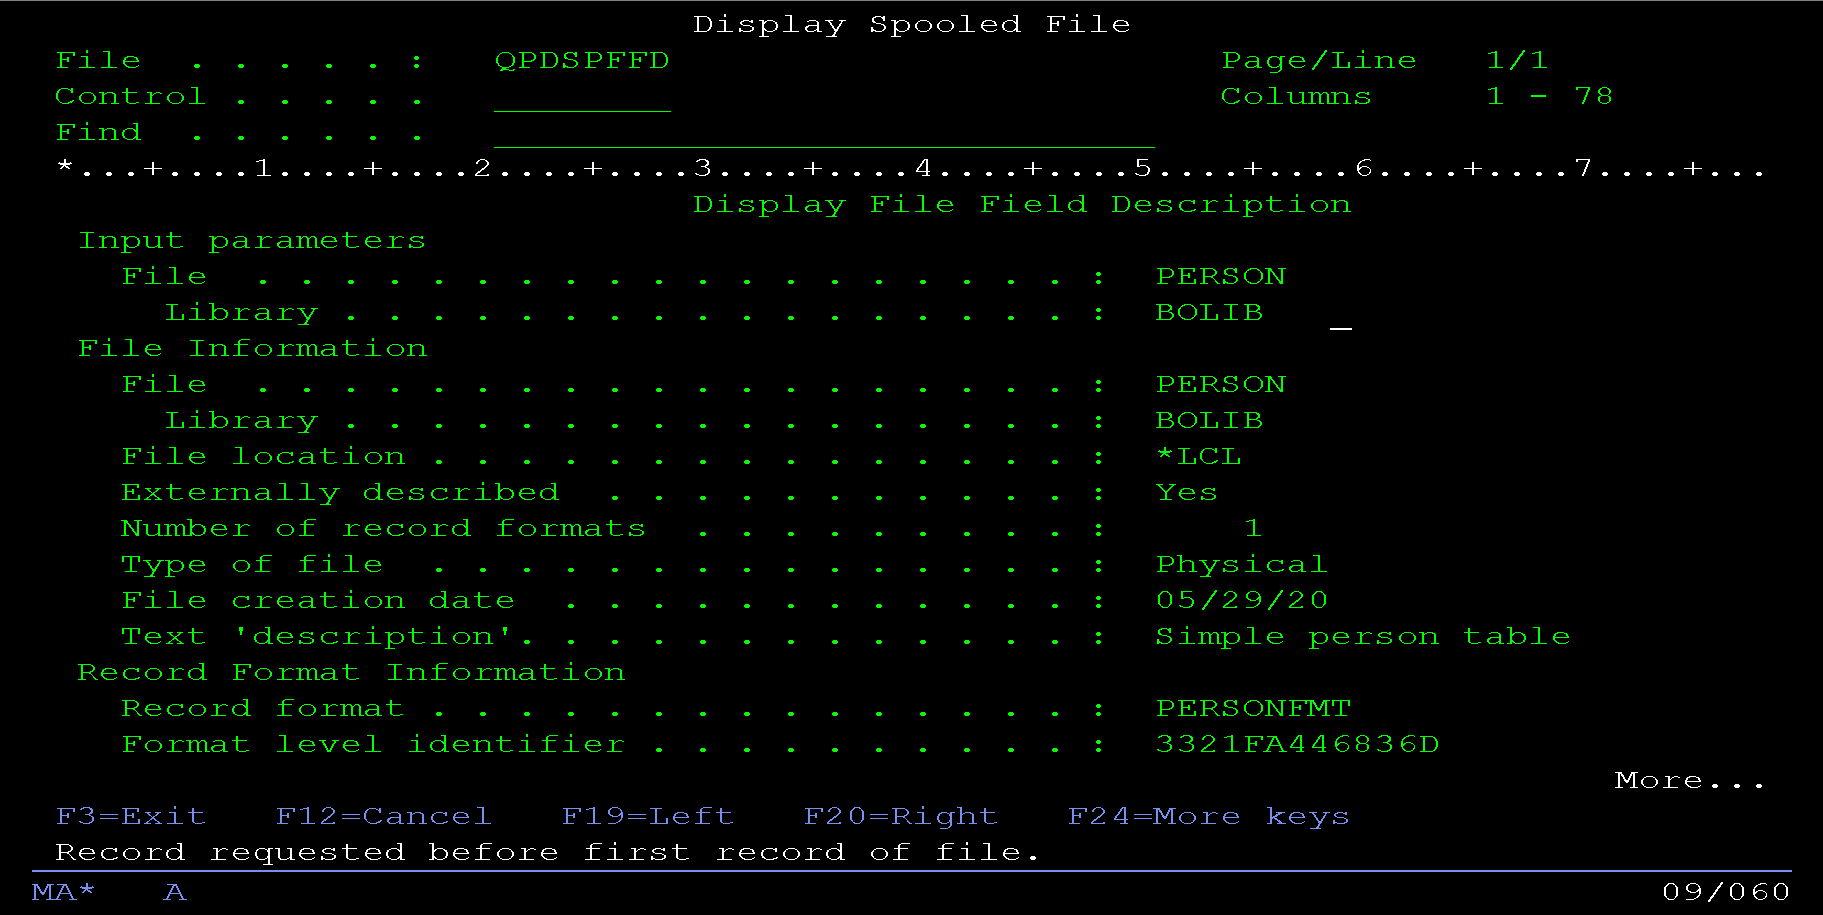 Display Spooled File
File  . . . . . :   QPDSPFFD                         Page/Line   1/1
Control . . . . .   ________                         Columns     1 - 78
Find  . . . . . .   ______________________________
*...+....1....+....2....+....3....+....4....+....5....+....6....+....7....+...
Display File Field Description
Input parameters
File  . . . . . . . . . . . . . . . . . . . :  PERSON
Library . . . . . . . . . . . . . . . . . :  BOLIB
File Information
File  . . . . . . . . . . . . . . . . . . . :  PERSON
Library . . . . . . . . . . . . . . . . . :  BOLIB
File location . . . . . . . . . . . . . . . :  *LCL
Externally described  . . . . . . . . . . . :  Yes
Number of record formats  . . . . . . . . . :      1
Type of file  . . . . . . . . . . . . . . . :  Physical
File creation date  . . . . . . . . . . . . :  05/29/20
Text 'description'. . . . . . . . . . . . . :  Simple person table
Record Format Information
Record format . . . . . . . . . . . . . . . :  PERSONFMT
Format level identifier . . . . . . . . . . :  3321FA446836D
More...
F3=Exit   F12=Cancel   F19=Left   F20=Right   F24=More keys
Record requested before first record of file.
MA*   A   09/060